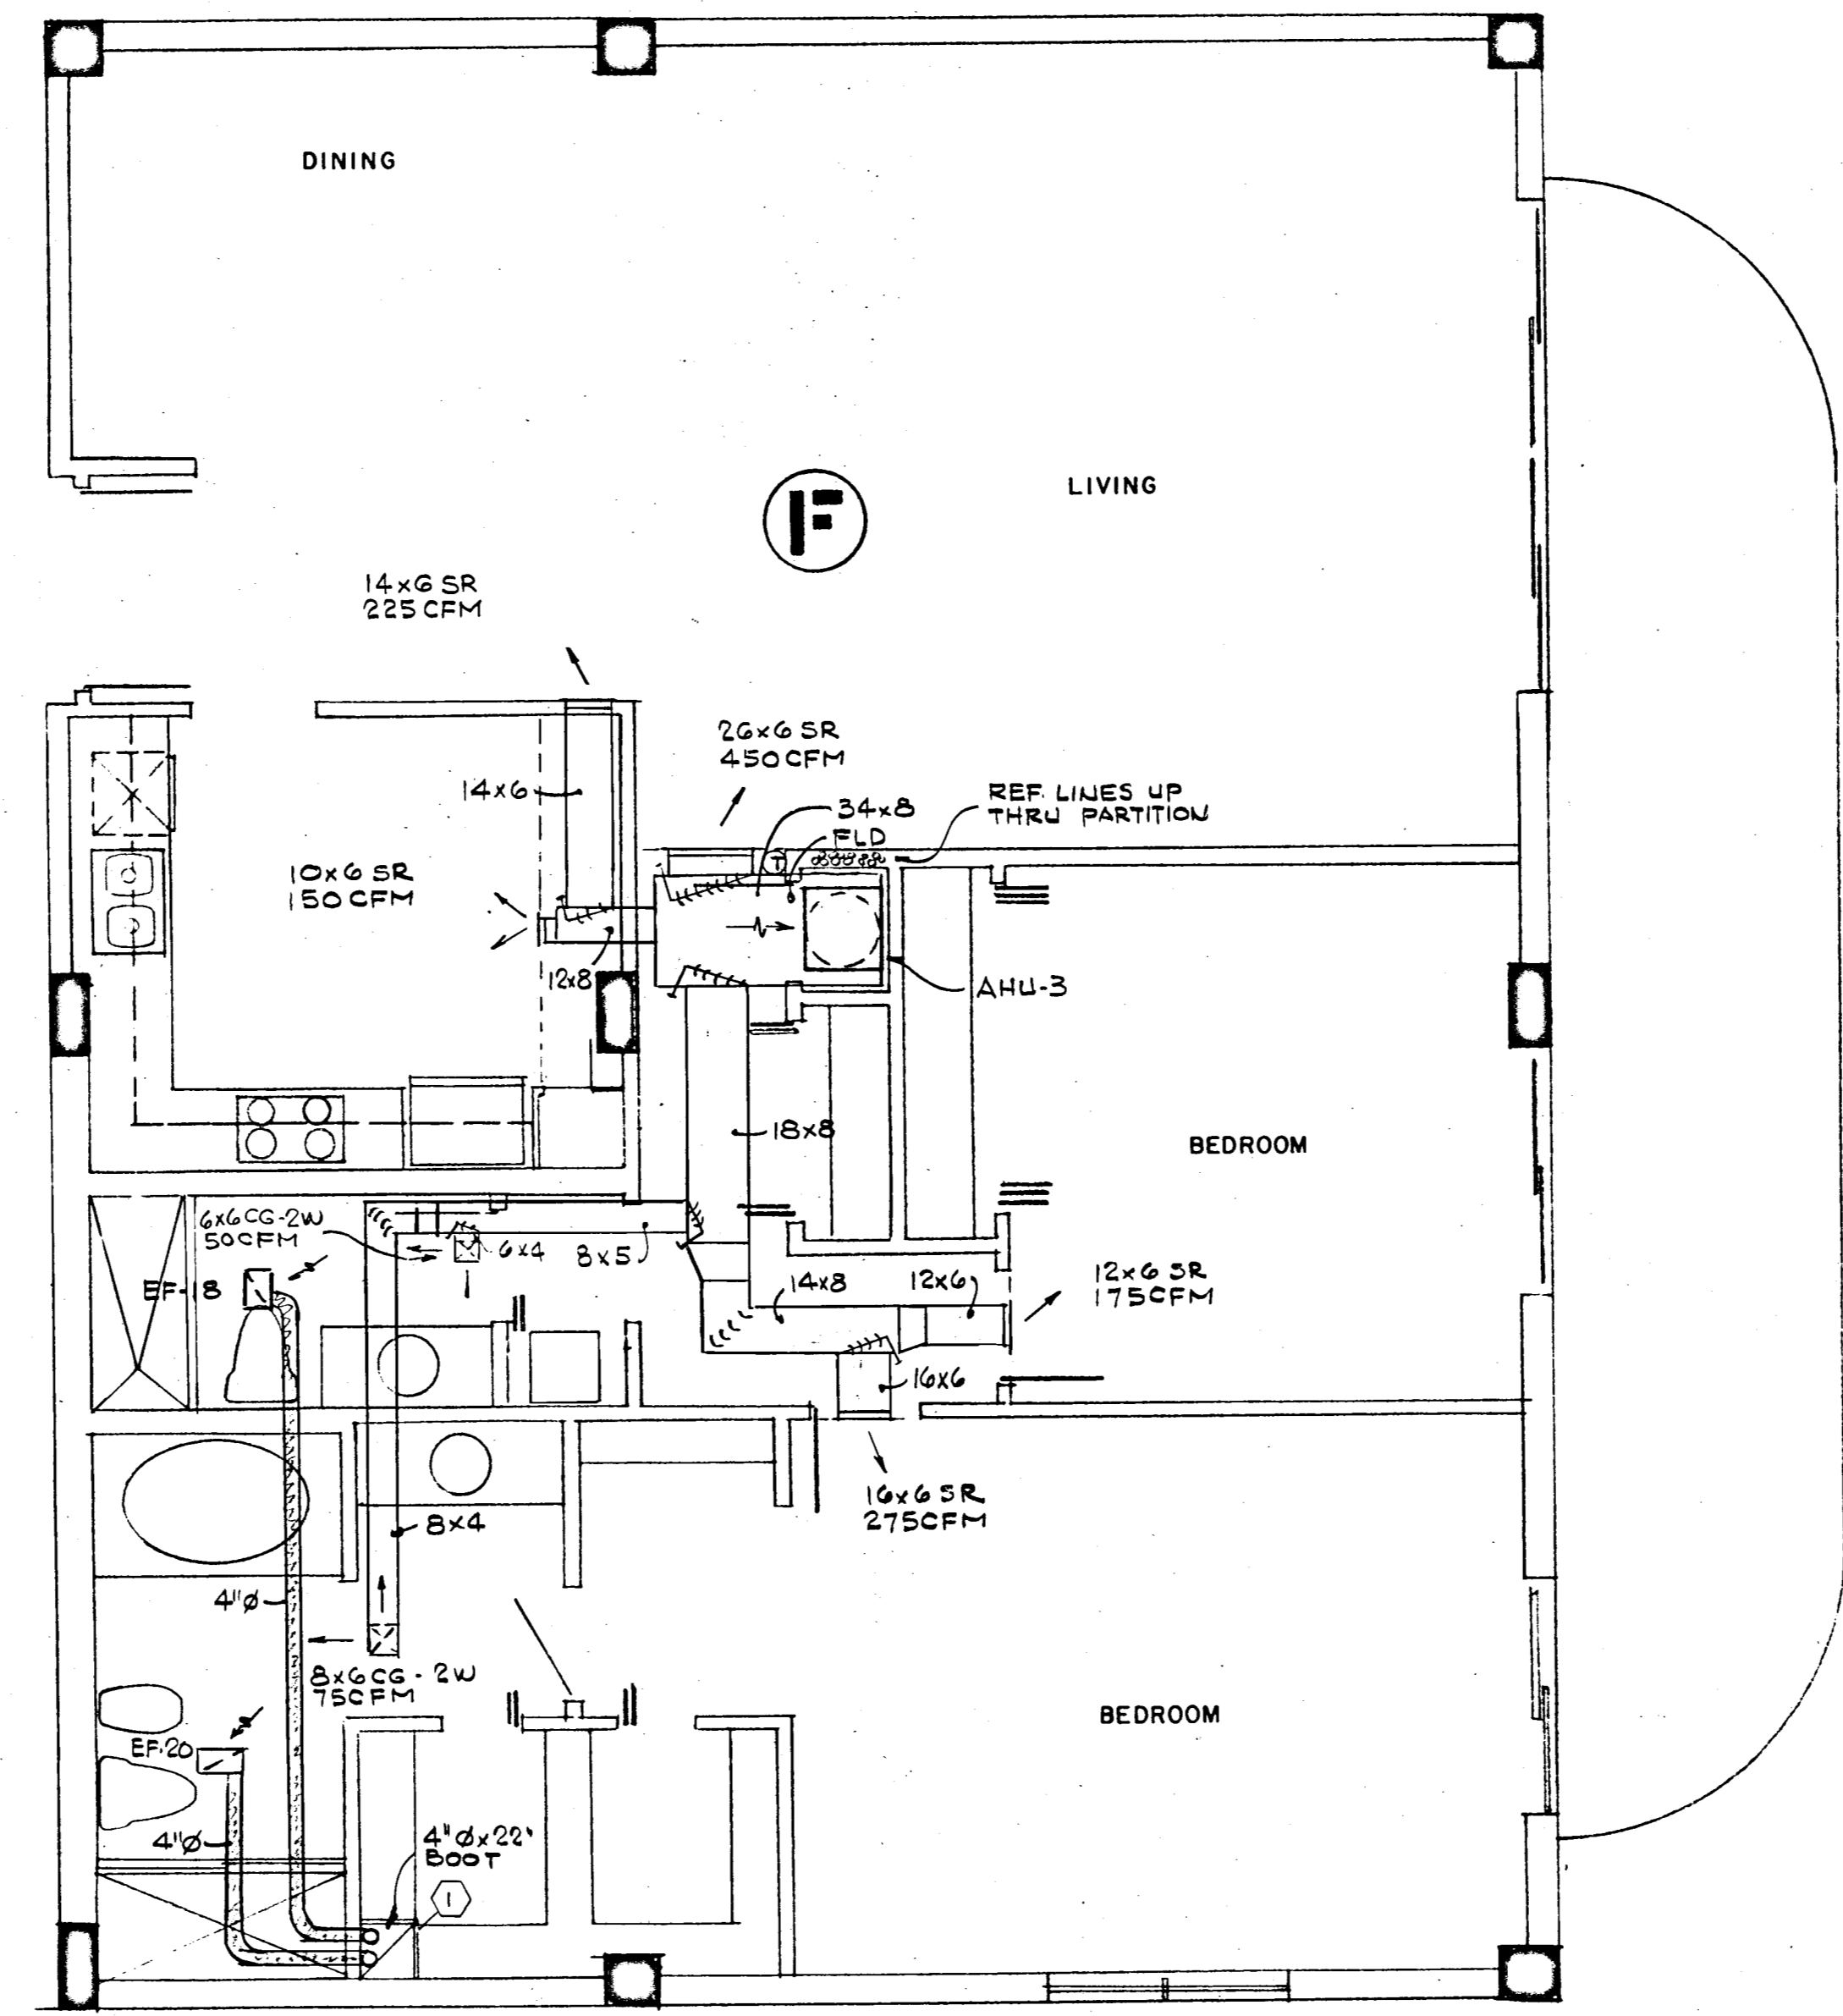 DINING
LIVING
F
14x6 SR
225 CFM
26x6 SR
450 CFM
14x6
34x8
FLD
REF. LINES UP
THRU PARTITION
T
10x6 SR
150 CFM
12x8
AHU-3
18x8
BEDROOM
6x6 CG-2W
50 CFM
6x4
8x5
EF-18
14x8
12x6
12x6 SR
175 CFM
16x6
16x6 SR
275 CFM
8x4
4"Ø
8x6 CG - 2W
75 CFM
BEDROOM
EF-20
4"Ø
4"Øx22"
BOOT
1